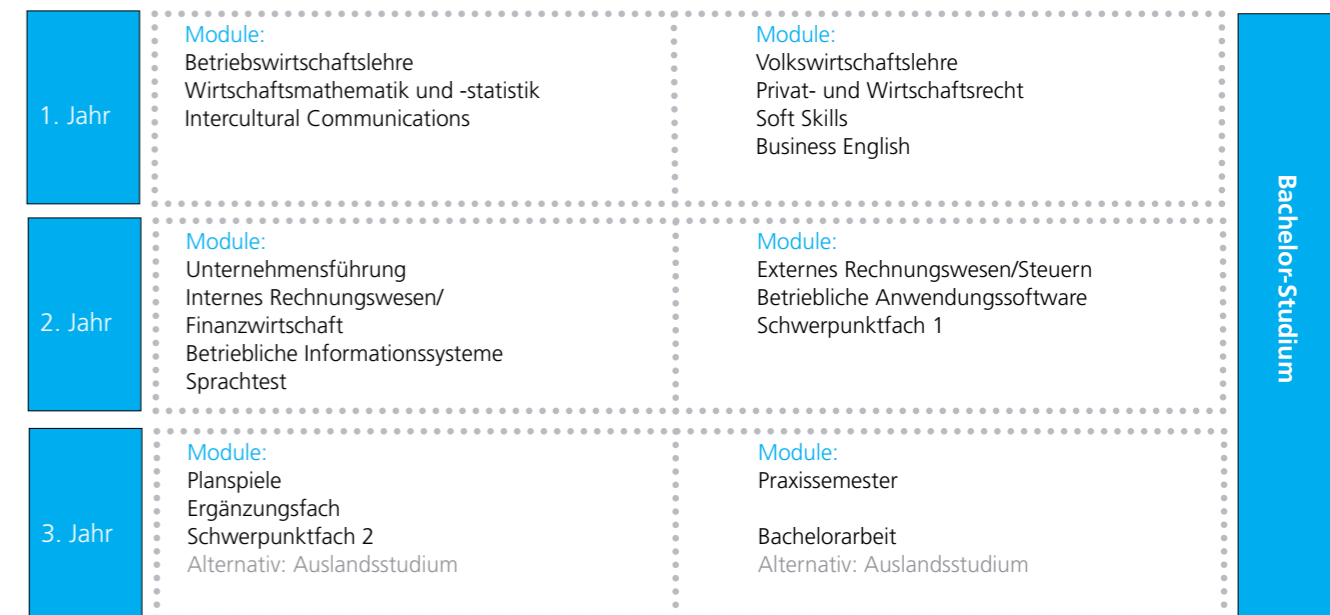 1. Jahr
Module:
Betriebswirtschaftslehre
Wirtschaftsmathematik und -statistik
Intercultural Communications
Module:
Volkswirtschaftslehre
Privat- und Wirtschaftsrecht
Soft Skills
Business English
2. Jahr
Module:
Unternehmensführung
Internes Rechnungswesen/
Finanzwirtschaft
Betriebliche Informationssysteme
Sprachtest
Module:
Externes Rechnungswesen/Steuern
Betriebliche Anwendungssoftware
Schwerpunktfach 1
3. Jahr
Module:
Planspiele
Ergänzungsfach
Schwerpunktfach 2
Alternativ: Auslandsstudium
Module:
Praxissemester
Bachelorarbeit
Alternativ: Auslandsstudium
Bachelor-Studium